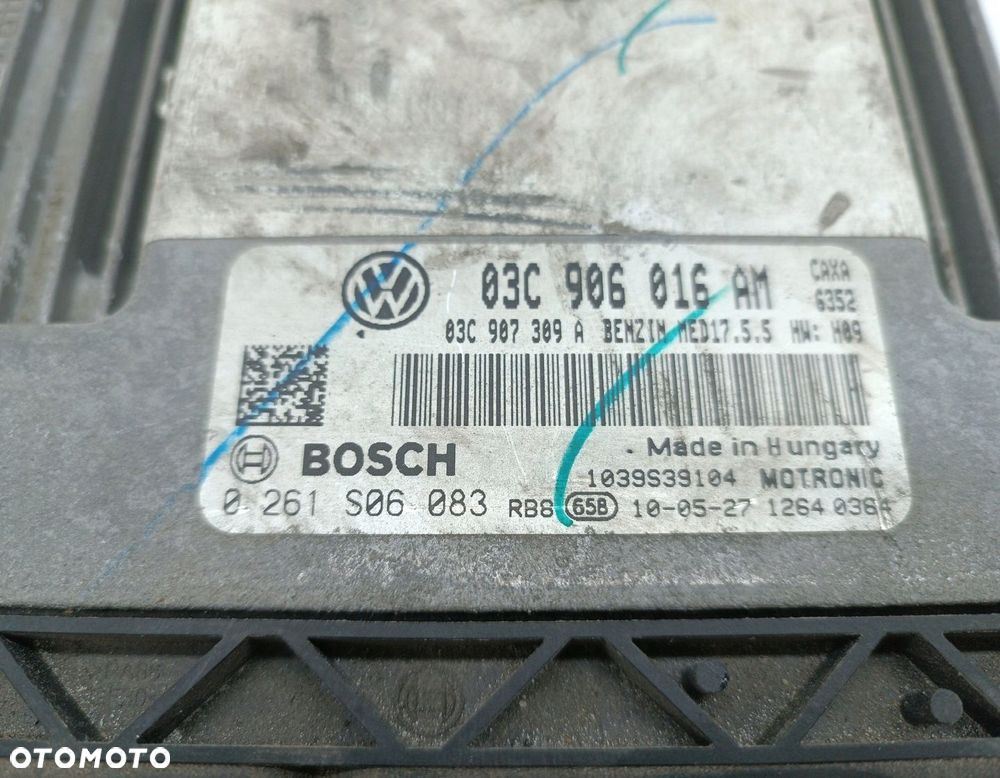 03C 906 016 AM CAXA
6352
03C 907 309 A BENZIN MED17.5.5 HW: H09
BOSCH
Made in Hungary
1039S39104 MOTRONIC
0 261 S06 083 RB8 65B 10-05-27 1264 0364
OTOMOTO